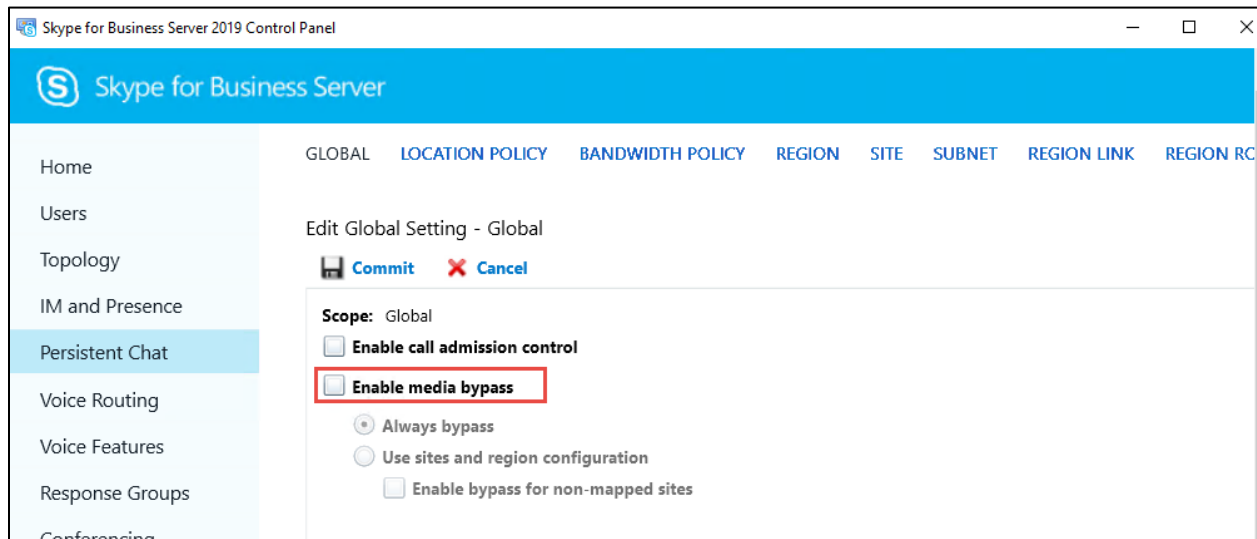 Skype for Business Server 2019 Control Panel
Skype for Business Server
GLOBAL LOCATION POLICY BANDWIDTH POLICY REGION SITE SUBNET REGION LINK REGION RO
Home
Users
Topology
IM and Presence
Persistent Chat
Voice Routing
Voice Features
Response Groups
Conferencing
Edit Global Setting - Global
Commit Cancel
Scope: Global
Enable call admission control
Enable media bypass
Always bypass
Use sites and region configuration
Enable bypass for non-mapped sites